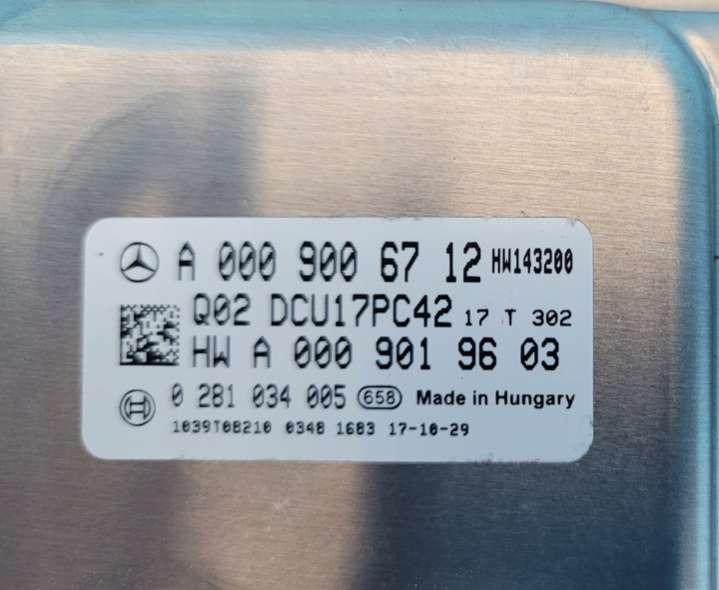 A 000 900 67 12 HW143200
Q02 DCU17PC42 17 T 302
HW A 000 901 96 03
0 281 034 005 658 Made in Hungary
1039T08210 0348 1683 17-10-29